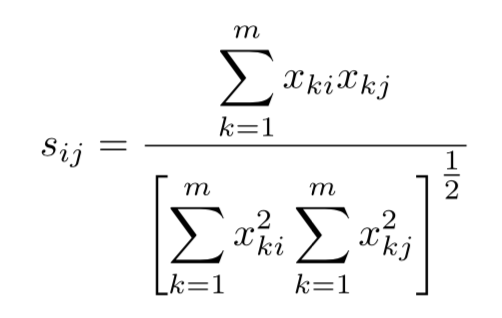 s_{ij} = \frac{\sum_{k=1}^{m} x_{ki} x_{kj}}{\left[ \sum_{k=1}^{m} x_{ki}^{2} \sum_{k=1}^{m} x_{kj}^{2} \right]^{\frac{1}{2}}}